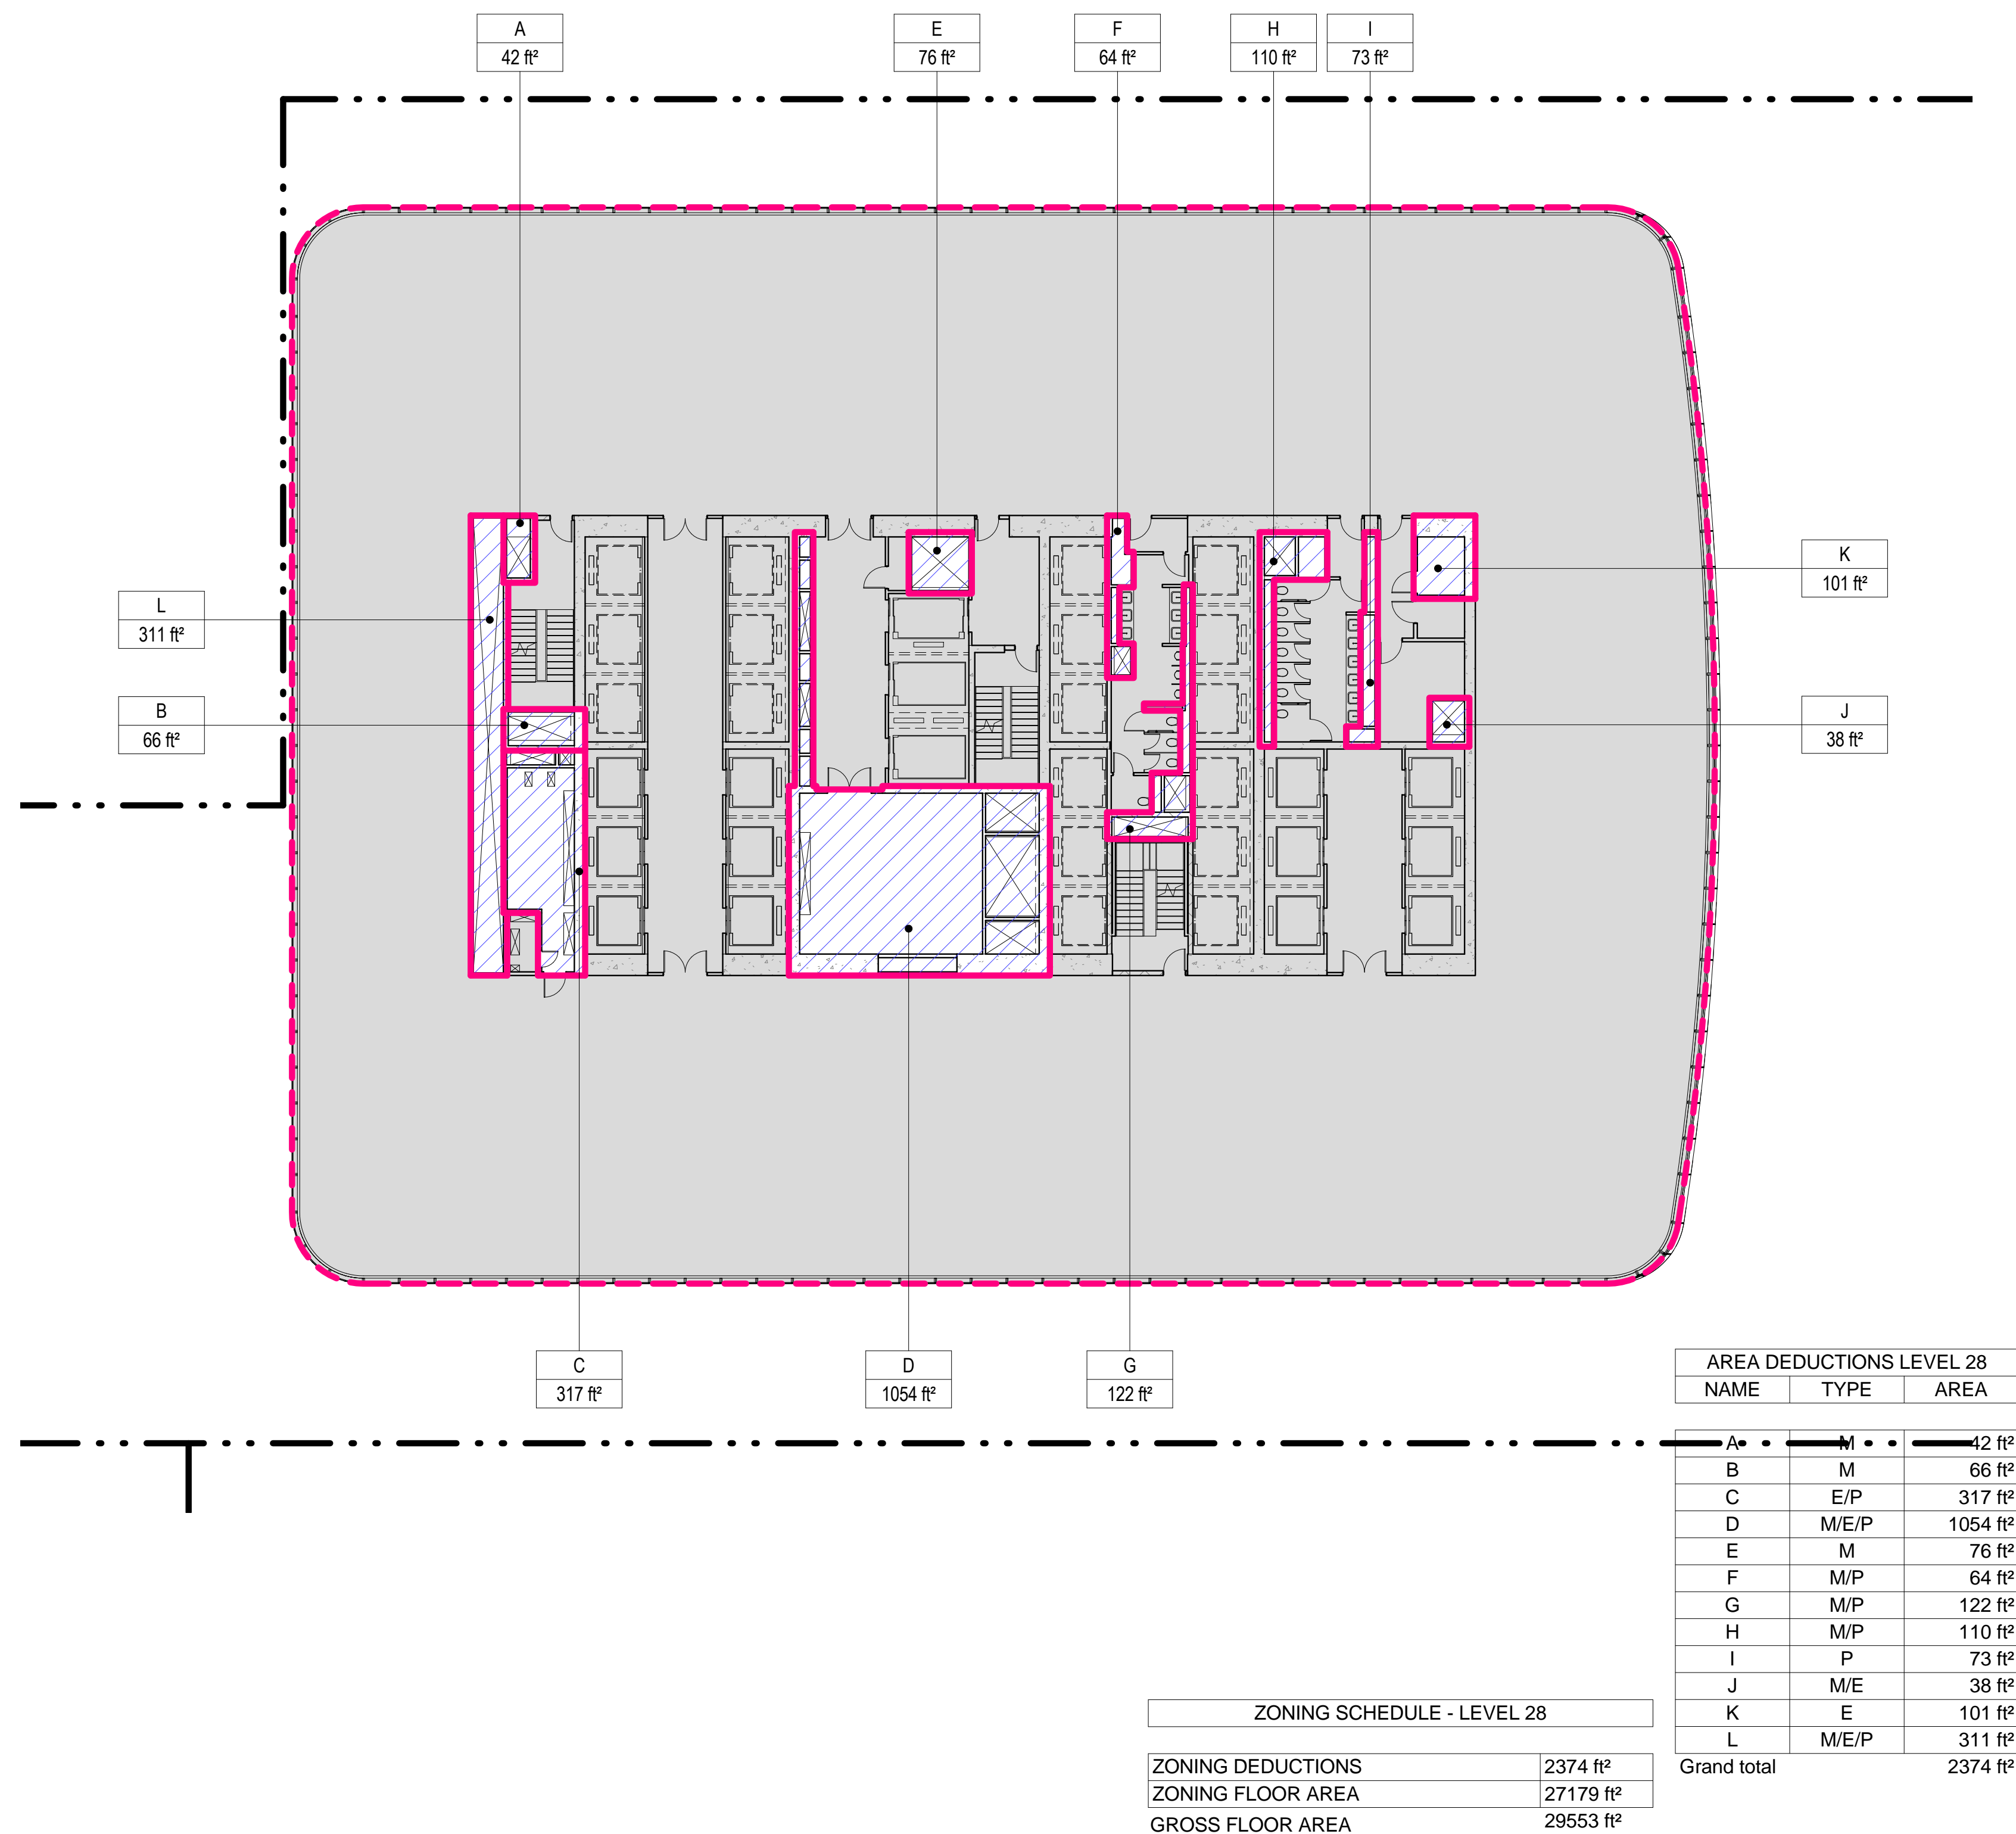 A
42 ft²
E
76 ft²
F
64 ft²
H
110 ft²
I
73 ft²
K
101 ft²
L
311 ft²
B
66 ft²
J
38 ft²
C
317 ft²
D
1054 ft²
G
122 ft²
AREA DEDUCTIONS LEVEL 28
NAME TYPE AREA
A M 42 ft²
B M 66 ft²
C E/P 317 ft²
D M/E/P 1054 ft²
E M 76 ft²
F M/P 64 ft²
G M/P 122 ft²
H M/P 110 ft²
I P 73 ft²
J M/E 38 ft²
K E 101 ft²
L M/E/P 311 ft²
Grand total 2374 ft²
ZONING SCHEDULE - LEVEL 28
ZONING DEDUCTIONS 2374 ft²
ZONING FLOOR AREA 27179 ft²
GROSS FLOOR AREA 29553 ft²